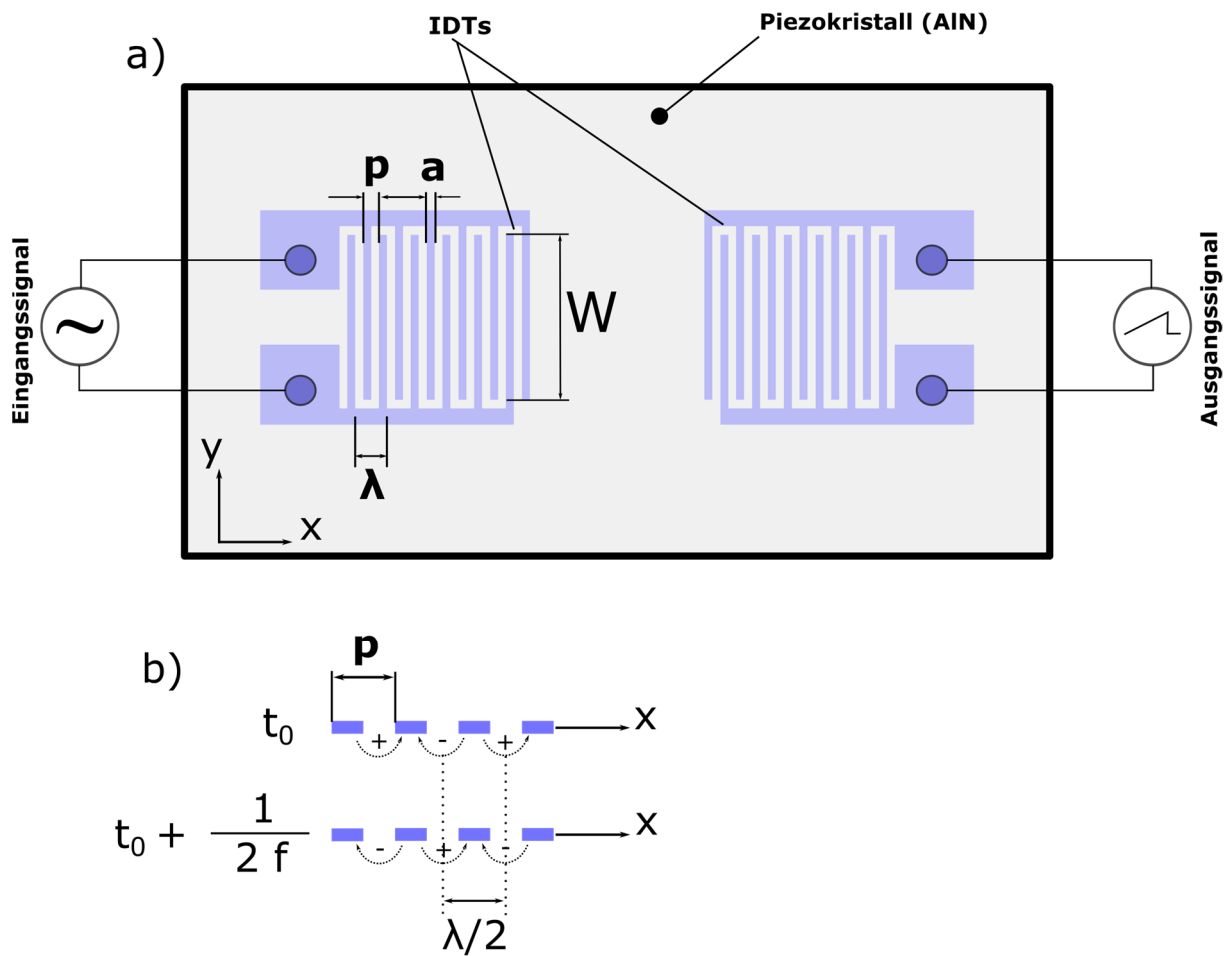 a)
IDTs
Piezokristall (AlN)
p
a
W
λ
y
x
Eingangssignal
~
Ausgangssignal
b)
p
t₀
+ - +
x
t₀ + 1/2 f
- + -
x
λ/2